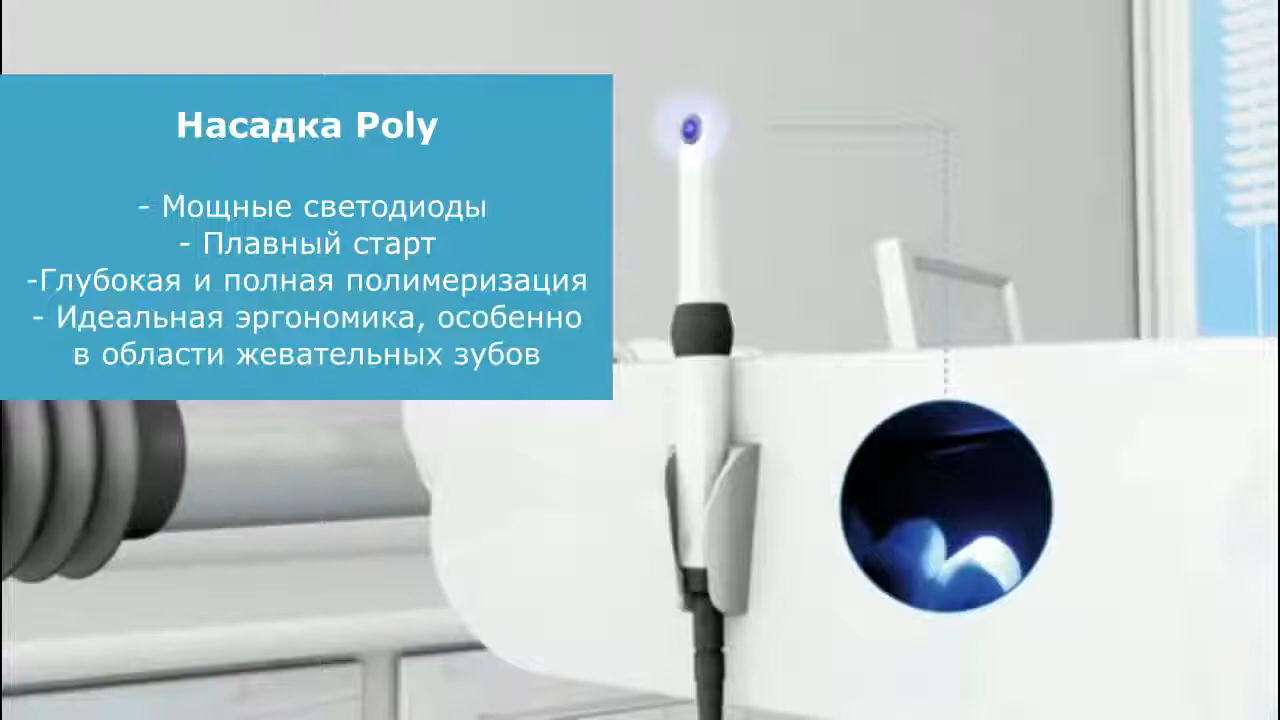 Насадка Poly
- Мощные светодиоды
- Плавный старт
-Глубокая и полная полимеризация
- Идеальная эргономика, особенно
в области жевательных зубов